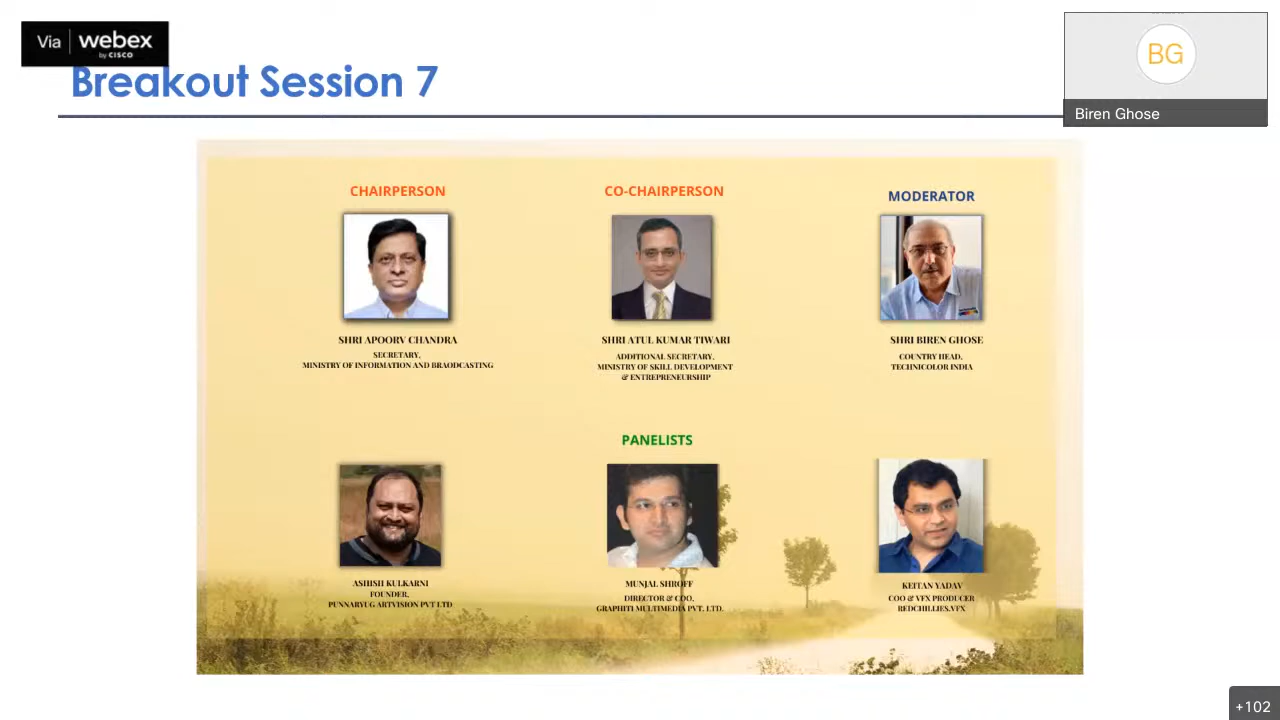 Via webex
by CISCO
Breakout Session 7
BG
Biren Ghose
CHAIRPERSON
CO-CHAIRPERSON
MODERATOR
SHRI APOORV CHANDRA
SECRETARY,
MINISTRY OF INFORMATION AND BRAODCASTING
SHRI ATUL KUMAR TIWARI
ADDITIONAL SECRETARY,
MINISTRY OF SKILL DEVELOPMENT
& ENTREPRENEURSHIP
SHRI BIREN GHOSE
COUNTRY HEAD,
TECHNICOLOR INDIA
PANELISTS
ASHISH KULKARNI
FOUNDER,
PUNNARYUG ARTVISION PVT LTD
MUNJAL SHROFF
DIRECTOR & COO,
GRAPHITI MULTIMEDIA PVT. LTD.
KEITAN YADAV
COO & VFX PRODUCER
REDCHILLIES.VFX
+102